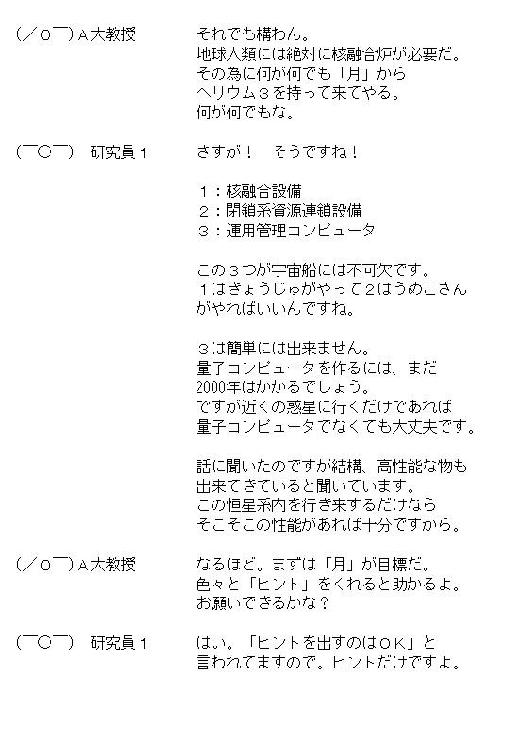 (／０￣)Ａ大教授　それでも構わん。
地球人類には絶対に核融合炉が必要だ。
その為に何が何でも「月」から
ヘリウム３を持って来てやる。
何が何でもな。
(￣○￣)　研究員１　さすが！　そうですね！
１：核融合設備
２：閉鎖系資源連鎖設備
３：運用管理コンピュータ
この３つが宇宙船には不可欠です。
１はきょうじゅがやって２はうめこさん
がやればいいんですね。
３は簡単には出来ません。
量子コンピュータを作るには、まだ
2000年はかかるでしょう。
ですが近くの惑星に行くだけであれば
量子コンピュータでなくても大丈夫です。
話に聞いたのですが結構、高性能な物も
出来てきていると聞いています。
この恒星系内を行き来するだけなら
そこそこの性能があれば十分ですから。
(／０￣)Ａ大教授　なるほど。まずは「月」が目標だ。
色々と「ヒント」をくれると助かるよ。
お願いできるかな？
(￣○￣)　研究員１　はい。「ヒントを出すのはＯＫ」と
言われてますので。ヒントだけですよ。